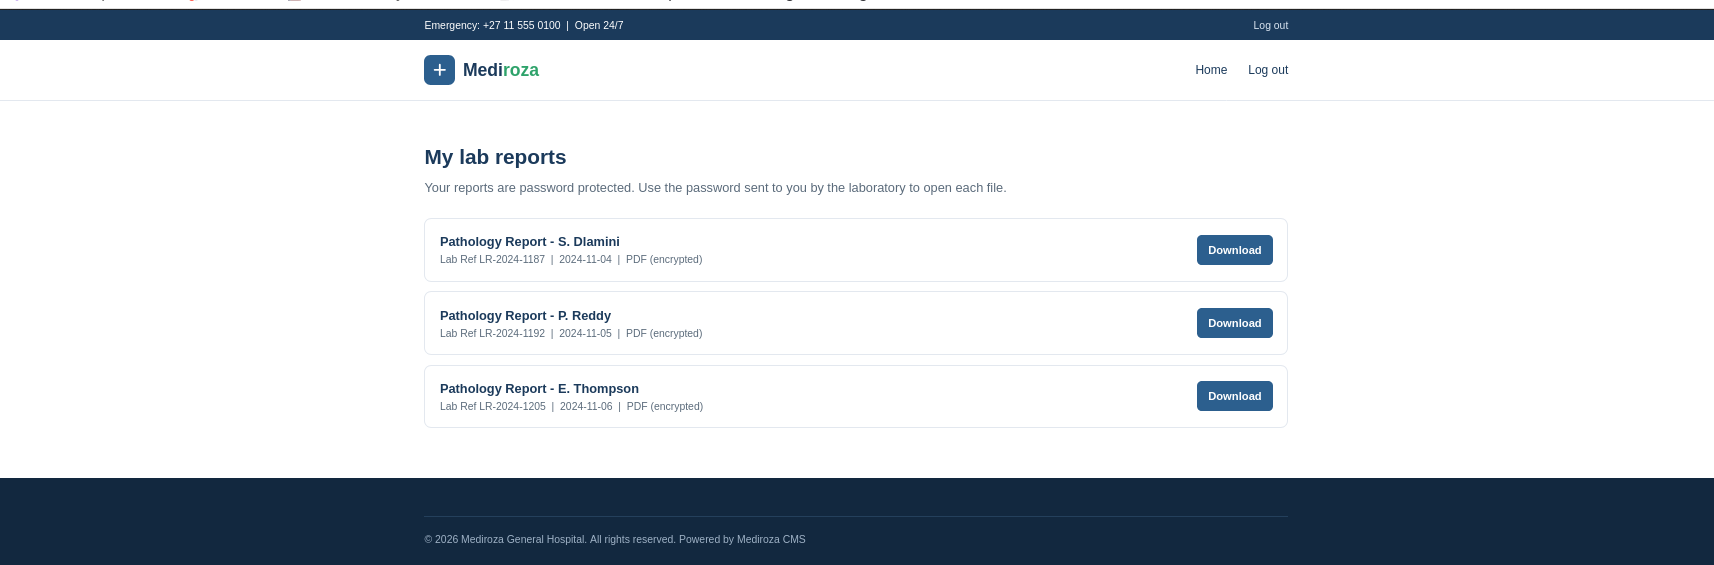 Emergency: +27 11 555 0100 | Open 24/7
Log out
Mediroza
Home
Log out
My lab reports
Your reports are password protected. Use the password sent to you by the laboratory to open each file.
Pathology Report - S. Dlamini
Lab Ref LR-2024-1187 | 2024-11-04 | PDF (encrypted)
Download
Pathology Report - P. Reddy
Lab Ref LR-2024-1192 | 2024-11-05 | PDF (encrypted)
Download
Pathology Report - E. Thompson
Lab Ref LR-2024-1205 | 2024-11-06 | PDF (encrypted)
Download
© 2026 Mediroza General Hospital. All rights reserved. Powered by Mediroza CMS